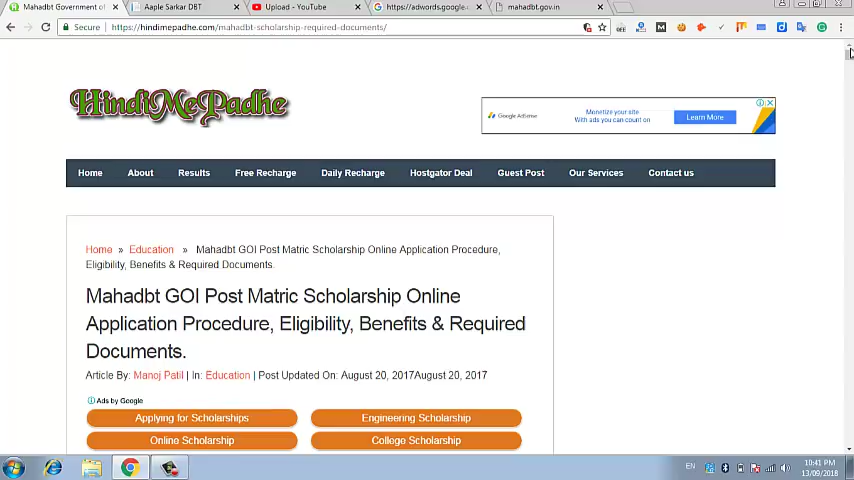 Mahadbt Government of
Aaple Sarkar DBT
Upload - YouTube
https://adwords.google.c
mahadbt.gov.in
Secure
https://hindimepadhe.com/mahadbt-scholarship-required-documents/
HindiMePadhe
Google AdSense
Monetize your site
With ads you can count on
Learn More
Home About Results Free Recharge Daily Recharge Hostgator Deal Guest Post Our Services Contact us
Home » Education » Mahadbt GOI Post Matric Scholarship Online Application Procedure,
Eligibility, Benefits & Required Documents.
Mahadbt GOI Post Matric Scholarship Online
Application Procedure, Eligibility, Benefits & Required
Documents.
Article By: Manoj Patil | In: Education | Post Updated On: August 20, 2017August 20, 2017
Ads by Google
Applying for Scholarships
Engineering Scholarship
Online Scholarship
College Scholarship
EN
10:41 PM
13/09/2018